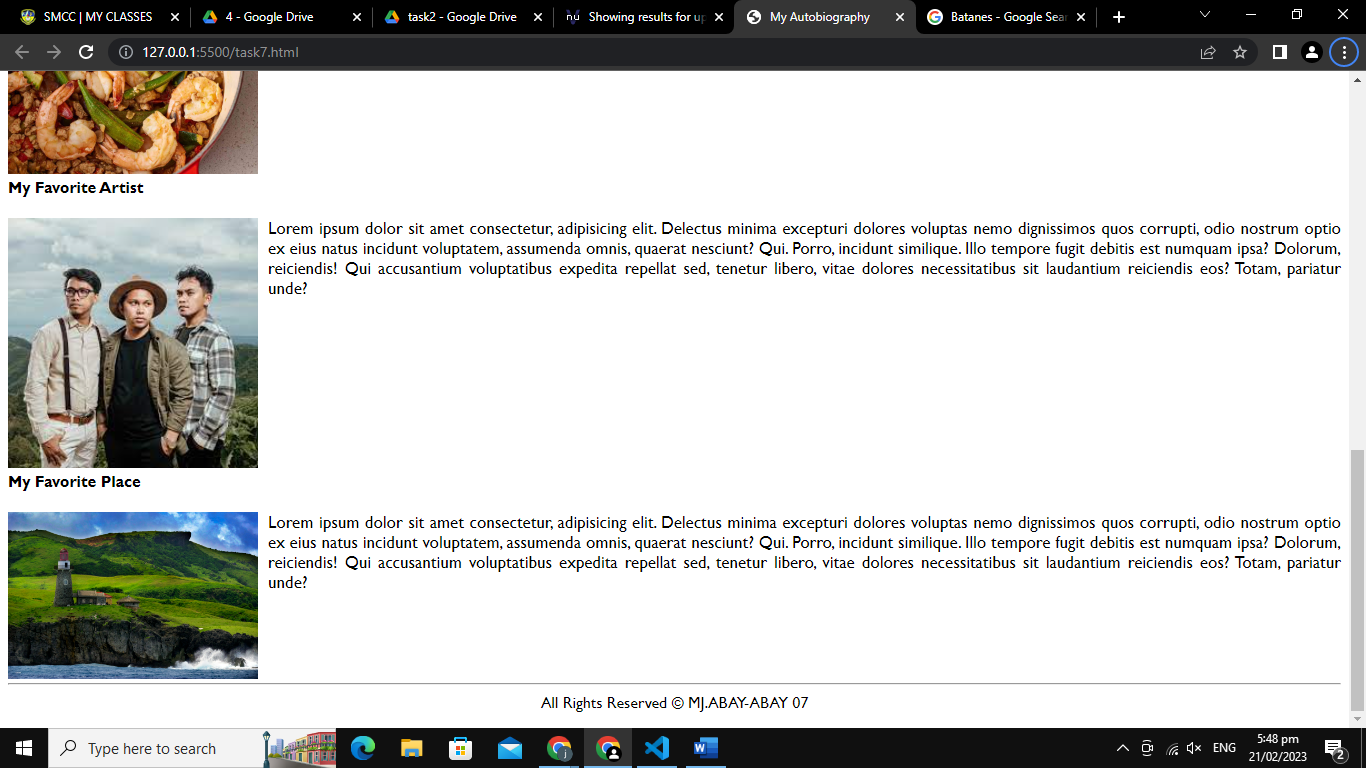 SMCC | MY CLASSES
4 - Google Drive
task2 - Google Drive
Showing results for
My Autobiography
Batanes - Google Sea
127.0.0.1:5500/task7.html
My Favorite Artist
Lorem ipsum dolor sit amet consectetur, adipisicing elit. Delectus minima excepturi dolores voluptas nemo dignissimos quos corrupti, odio nostrum optio
ex eius natus incidunt voluptatem, assumenda omnis, quaerat nesciunt? Qui. Porro, incidunt similique. Illo tempore fugit debitis est numquam ipsa? Dolorum,
reiciendis! Qui accusantium voluptatibus expedita repellat sed, tenetur libero, vitae dolores necessitatibus sit laudantium reiciendis eos? Totam, pariatur
unde?
My Favorite Place
Lorem ipsum dolor sit amet consectetur, adipisicing elit. Delectus minima excepturi dolores voluptas nemo dignissimos quos corrupti, odio nostrum optio
ex eius natus incidunt voluptatem, assumenda omnis, quaerat nesciunt? Qui. Porro, incidunt similique. Illo tempore fugit debitis est numquam ipsa? Dolorum,
reiciendis! Qui accusantium voluptatibus expedita repellat sed, tenetur libero, vitae dolores necessitatibus sit laudantium reiciendis eos? Totam, pariatur
unde?
All Rights Reserved © MJ.ABAY-ABAY 07
Type here to search
ENG
5:48 pm
21/02/2023
2